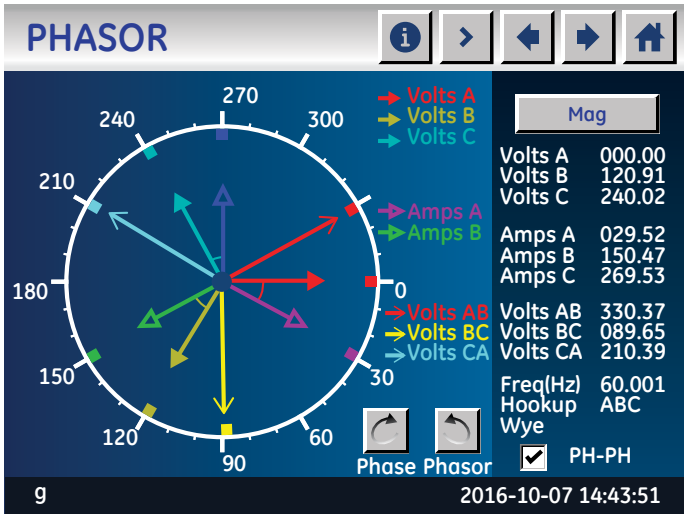 PHASOR
270
240
300
210
180
0
150
30
120
60
90
Volts A
Volts B
Volts C
Amps A
Amps B
Volts AB
Volts BC
Volts CA
Phase Phasor
Mag
Volts A 000.00
Volts B 120.91
Volts C 240.02
Amps A 029.52
Amps B 150.47
Amps C 269.53
Volts AB 330.37
Volts BC 089.65
Volts CA 210.39
Freq(Hz) 60.001
Hookup ABC
Wye
PH-PH
g
2016-10-07 14:43:51